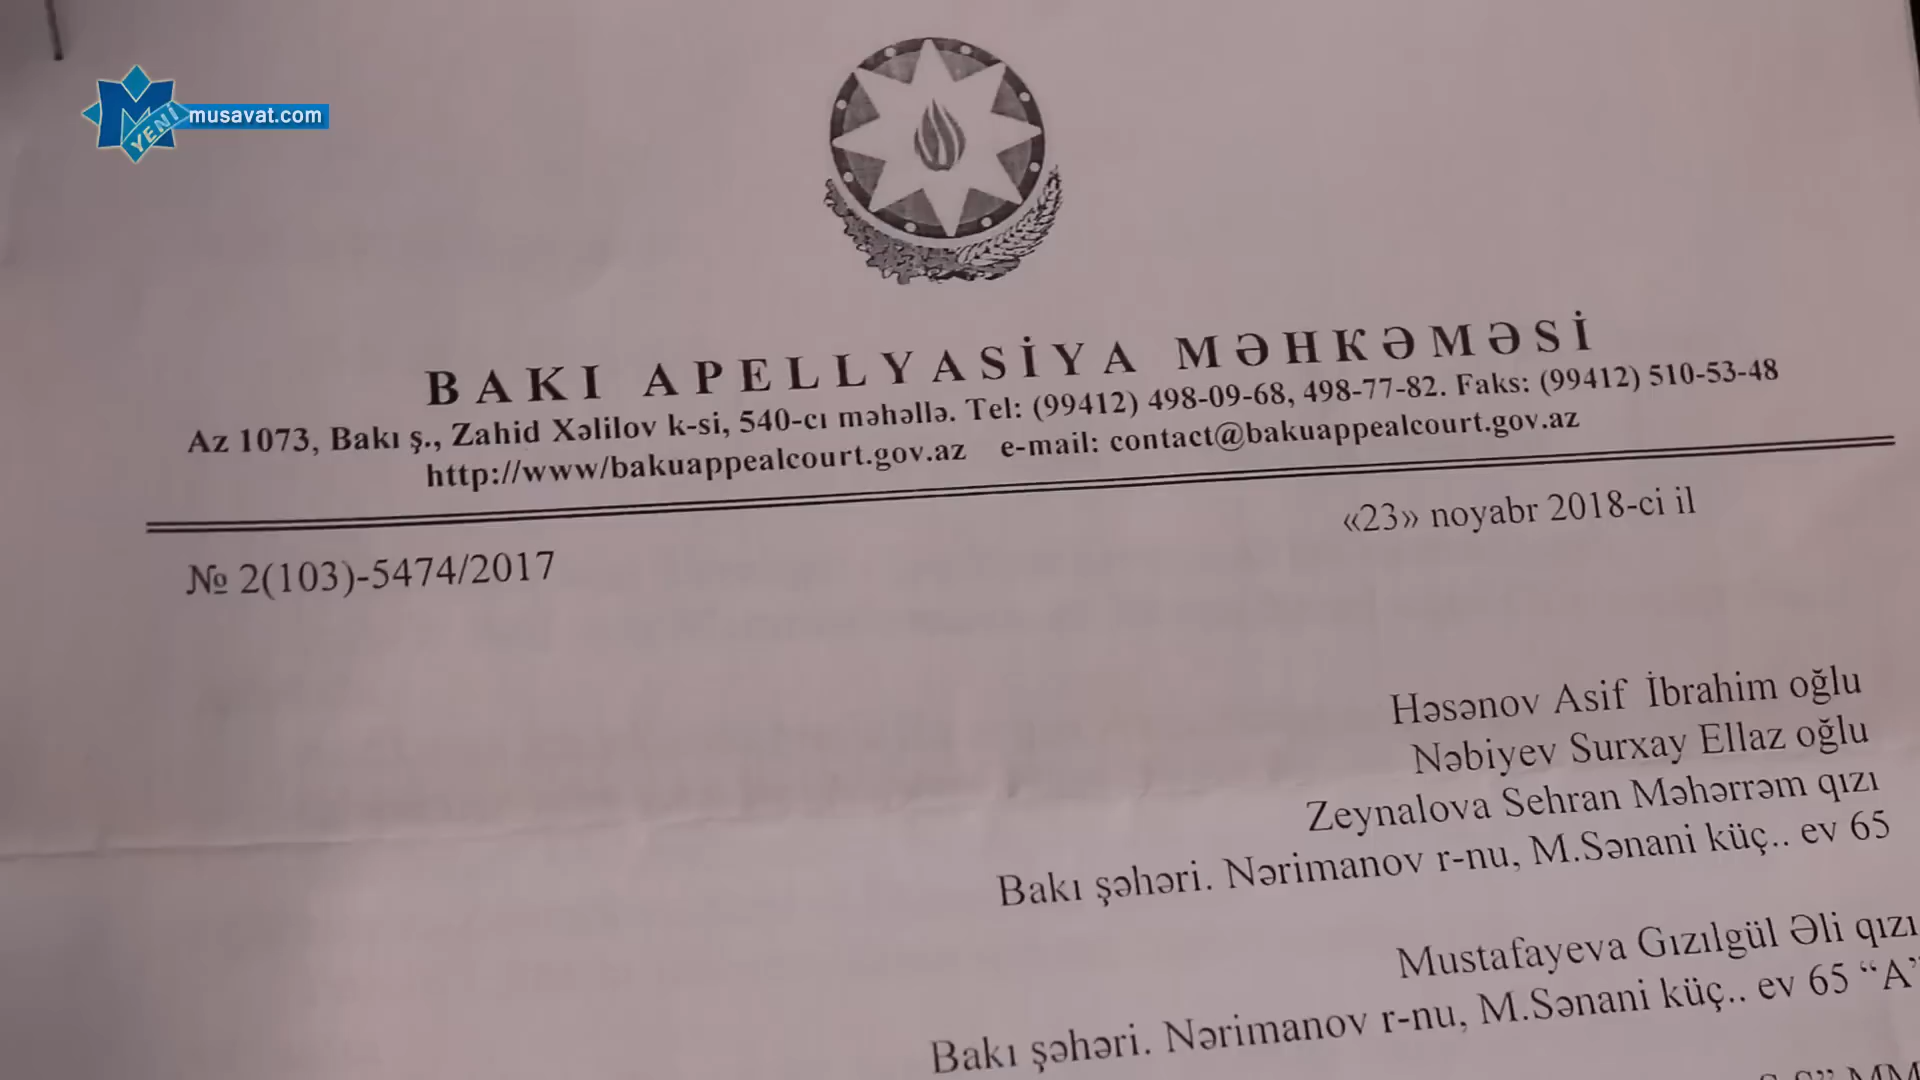 YENİ
musavat.com
BAKI APELLYASİYA MƏHKƏMƏSİ
Az 1073, Bakı ş., Zahid Xəlilov k-si, 540-cı məhəllə. Tel: (99412) 498-09-68, 498-77-82. Faks: (99412) 510-53-48
http://www/bakuappealcourt.gov.az e-mail: contact@bakuappealcourt.gov.az
«23» noyabr 2018-ci il
№ 2(103)-5474/2017
Həsənov Asif İbrahim oğlu
Nəbiyev Surxay Ellaz oğlu
Zeynalova Sehran Məhərrəm qızı
Bakı şəhəri. Nərimanov r-nu, M.Sənani küç.. ev 65
Mustafayeva Gızılgül Əli qızı
Bakı şəhəri. Nərimanov r-nu, M.Sənani küç.. ev 65 “A”